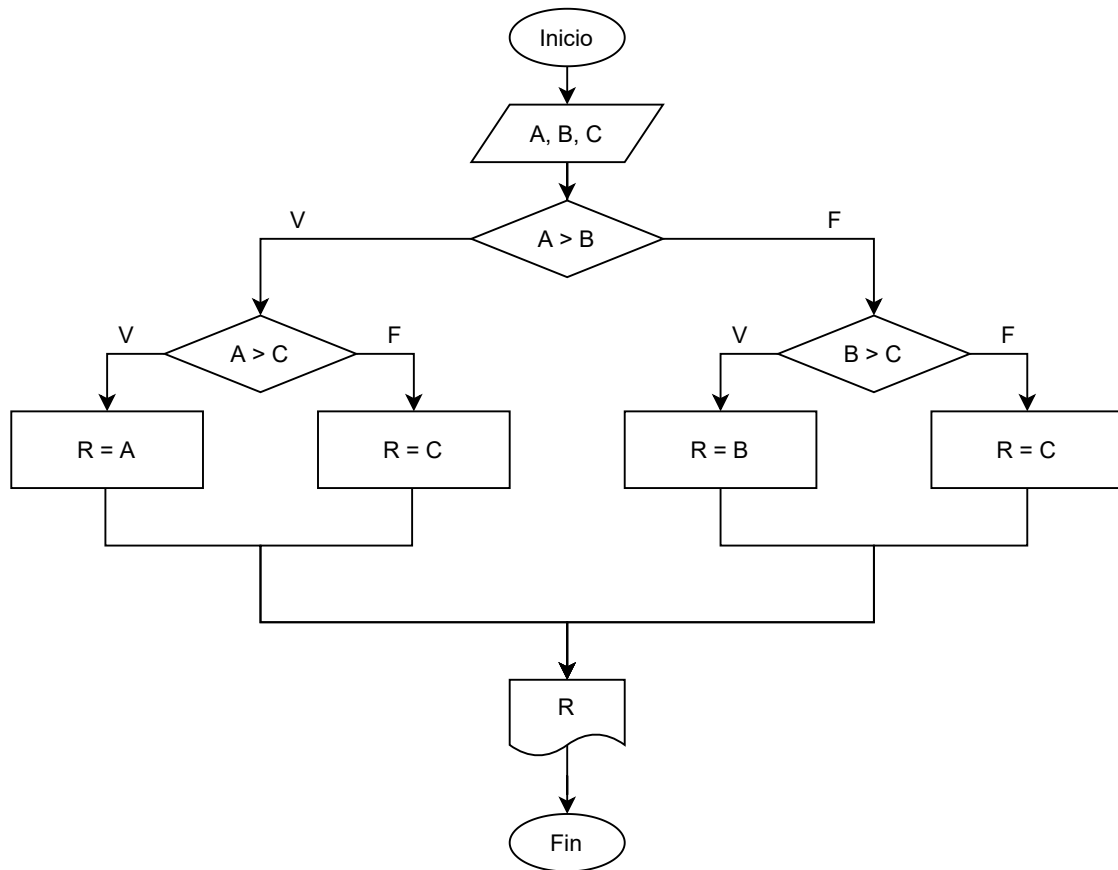 Inicio
A, B, C
A > B
V
F
A > C
V
F
B > C
V
F
R = A
R = C
R = B
R = C
R
Fin